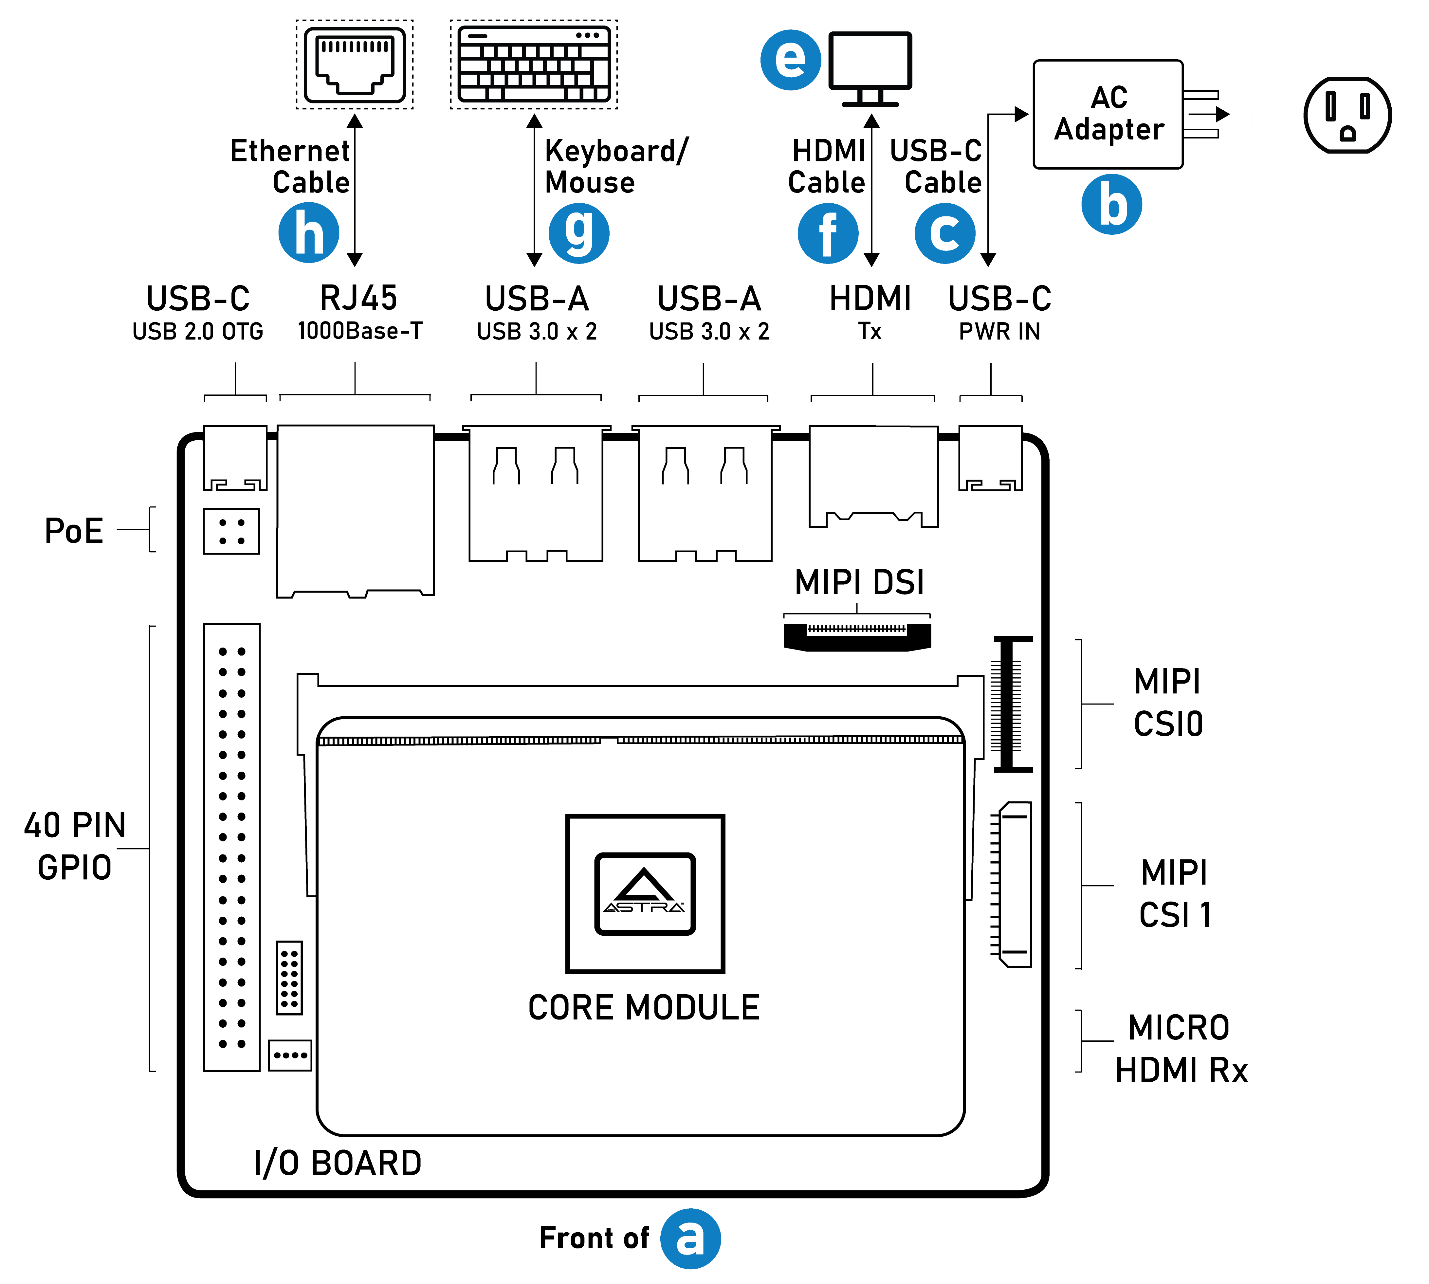 e
AC
Adapter
b
Ethernet
Cable
h
Keyboard/
Mouse
g
HDMI
Cable
f
USB-C
Cable
c
USB-C
USB 2.0 OTG
RJ45
1000Base-T
USB-A
USB 3.0 x 2
USB-A
USB 3.0 x 2
HDMI
Tx
USB-C
PWR IN
PoE
MIPI DSI
MIPI
CSI0
40 PIN
GPIO
MIPI
CSI 1
ASTRA
CORE MODULE
MICRO
HDMI Rx
I/O BOARD
Front of a